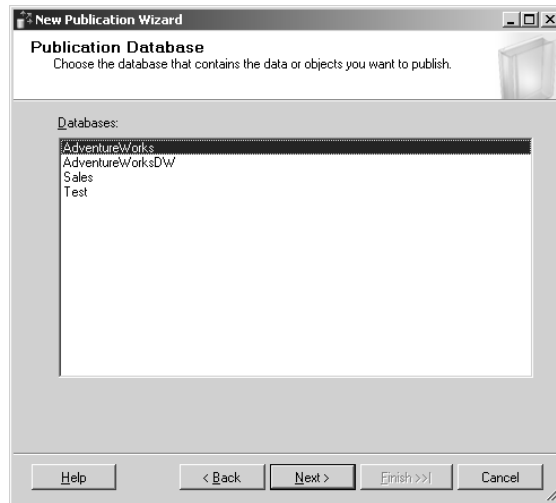 New Publication Wizard
Publication Database
Choose the database that contains the data or objects you want to publish.
Databases:
AdventureWorks
AdventureWorksDW
Sales
Test
Help
< Back
Next >
Finish >>|
Cancel